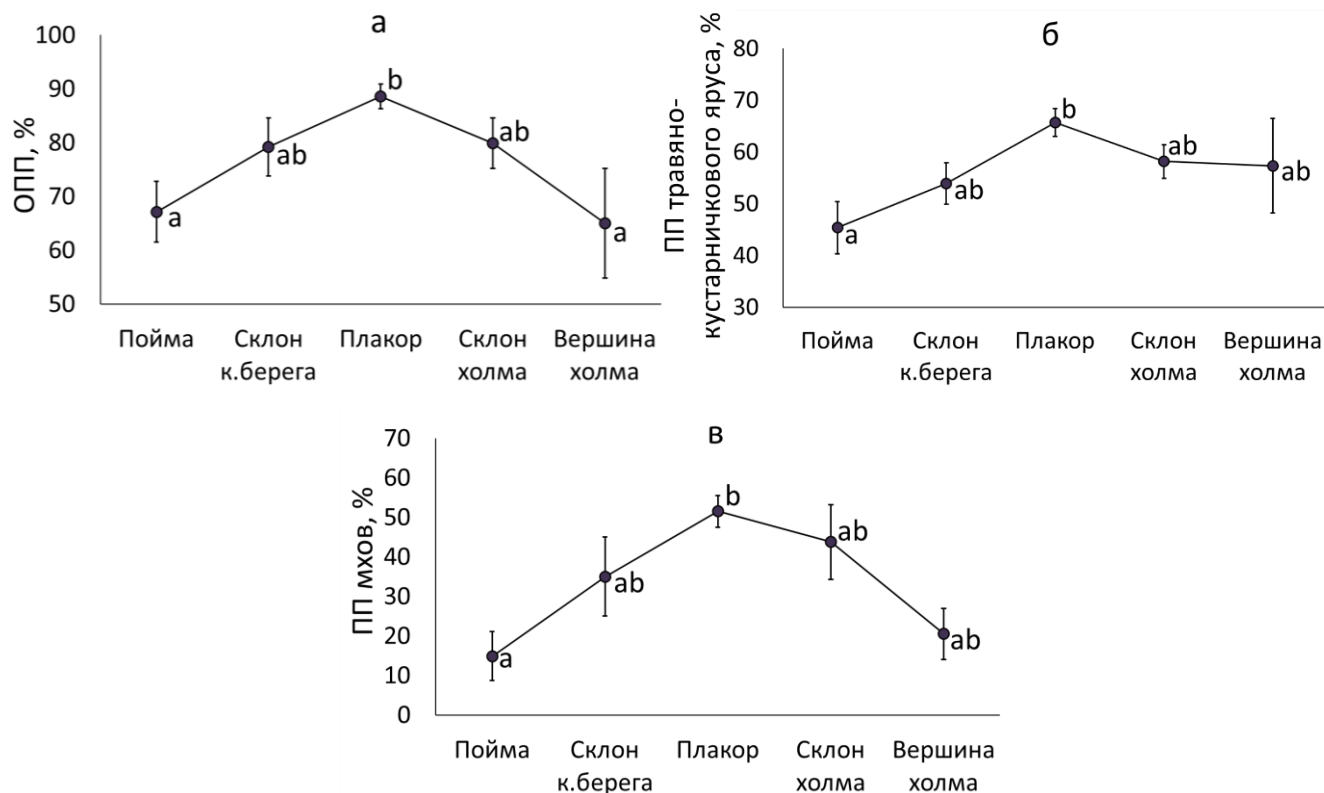 а
ОПП, %
100
90
80
70
60
50
a
ab
b
ab
a
Пойма
Склон
к.берега
Плакор
Склон
холма
Вершина
холма
б
ПП травяно-
кустарничкового яруса, %
80
70
60
50
40
30
a
ab
b
ab
ab
Пойма
Склон
к.берега
Плакор
Склон
холма
Вершина
холма
в
ПП мхов, %
70
60
50
40
30
20
10
0
a
ab
b
ab
ab
Пойма
Склон
к.берега
Плакор
Склон
холма
Вершина
холма